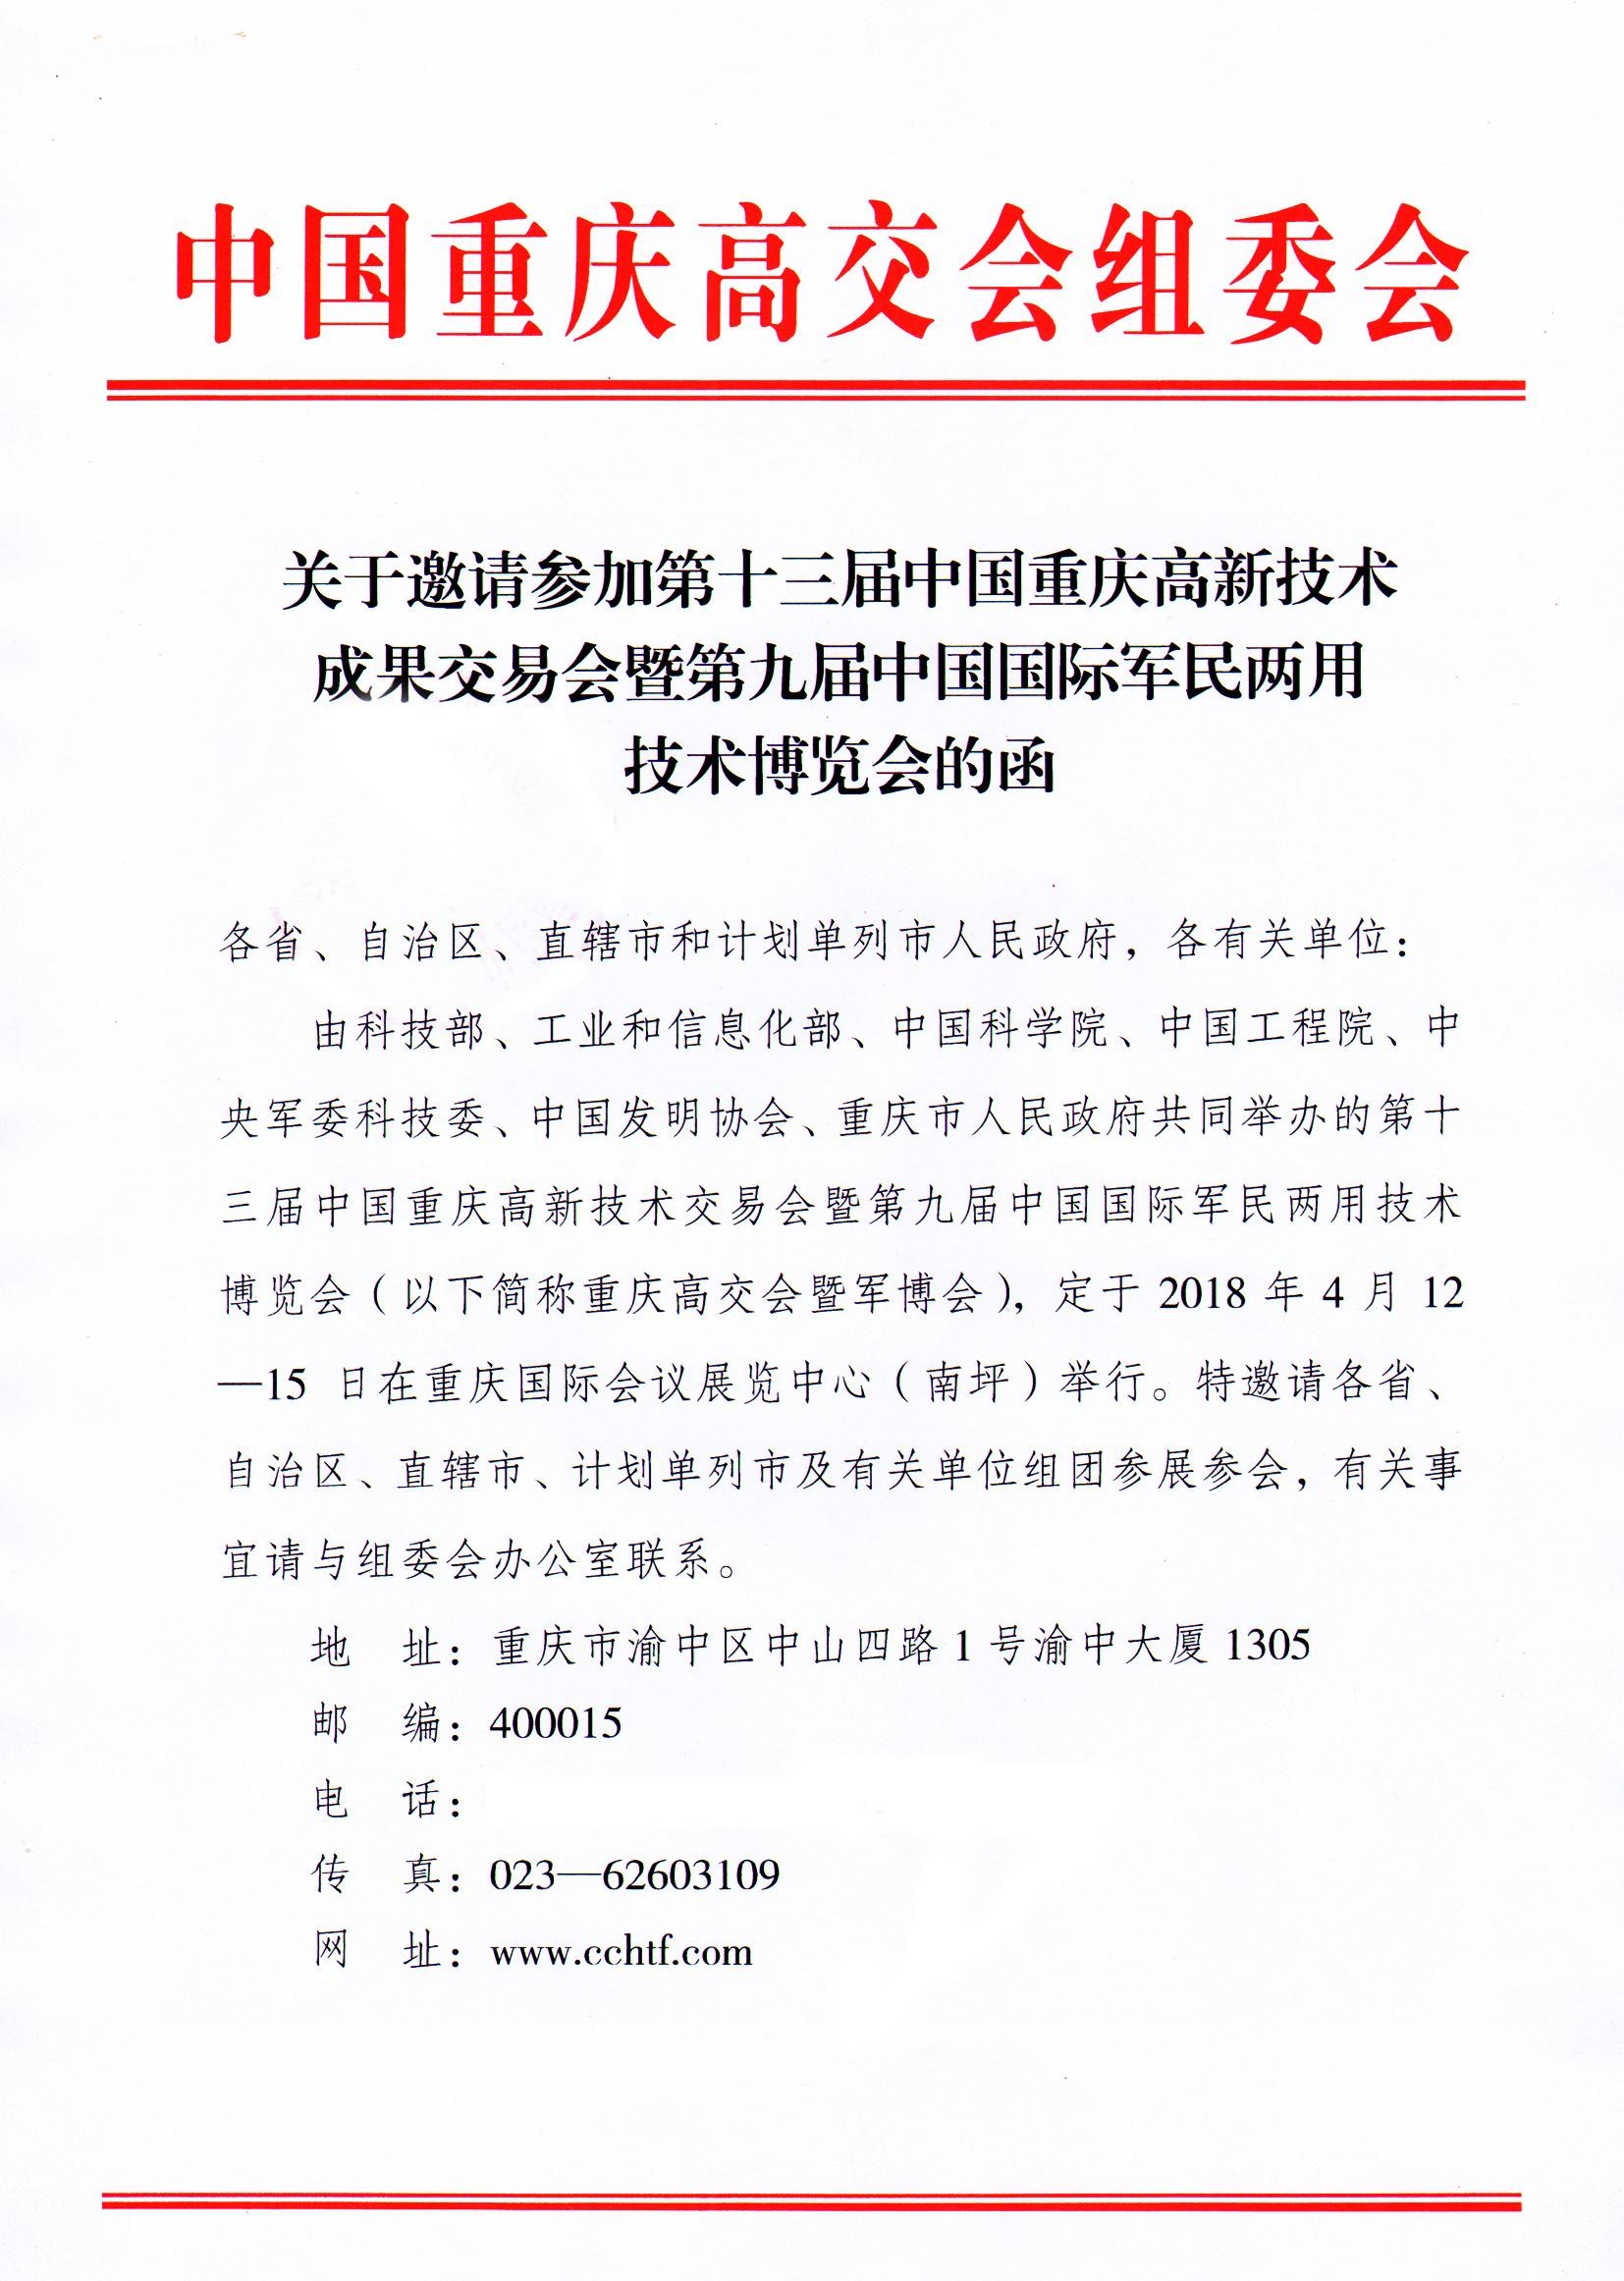 中国重庆高交会组委会
关于邀请参加第十三届中国重庆高新技术
成果交易会暨第九届中国国际军民两用
技术博览会的函
各省、自治区、直辖市和计划单列市人民政府，各有关单位：
由科技部、工业和信息化部、中国科学院、中国工程院、中
央军委科技委、中国发明协会、重庆市人民政府共同举办的第十
三届中国重庆高新技术交易会暨第九届中国国际军民两用技术
博览会（以下简称重庆高交会暨军博会），定于 2018 年 4 月 12
—15 日在重庆国际会议展览中心（南坪）举行。特邀请各省、
自治区、直辖市、计划单列市及有关单位组团参展参会，有关事
宜请与组委会办公室联系。
地　址：重庆市渝中区中山四路 1 号渝中大厦 1305
邮　编：400015
电　话：
传　真：023—62603109
网　址：www.cchtf.com